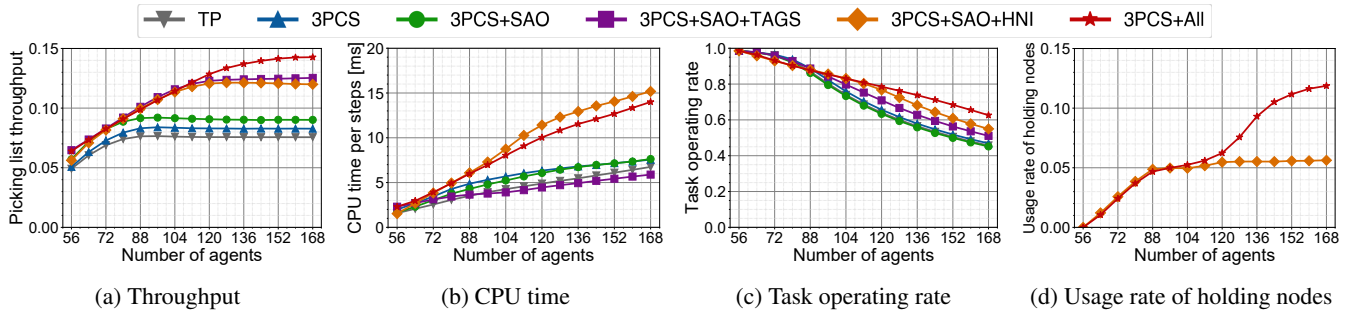 TP 3PCS 3PCS+SAO 3PCS+SAO+TAGS 3PCS+SAO+HNI 3PCS+All
Picking list throughput
0.15
0.10
0.05
0.00
56 72 88 104 120 136 152 168
Number of agents
(a) Throughput
CPU time per steps [ms]
20
15
10
5
0
56 72 88 104 120 136 152 168
Number of agents
(b) CPU time
Task operating rate
1.0
0.8
0.6
0.4
0.2
0.0
56 72 88 104 120 136 152 168
Number of agents
(c) Task operating rate
Usage rate of holding nodes
0.15
0.10
0.05
0.00
56 72 88 104 120 136 152 168
Number of agents
(d) Usage rate of holding nodes